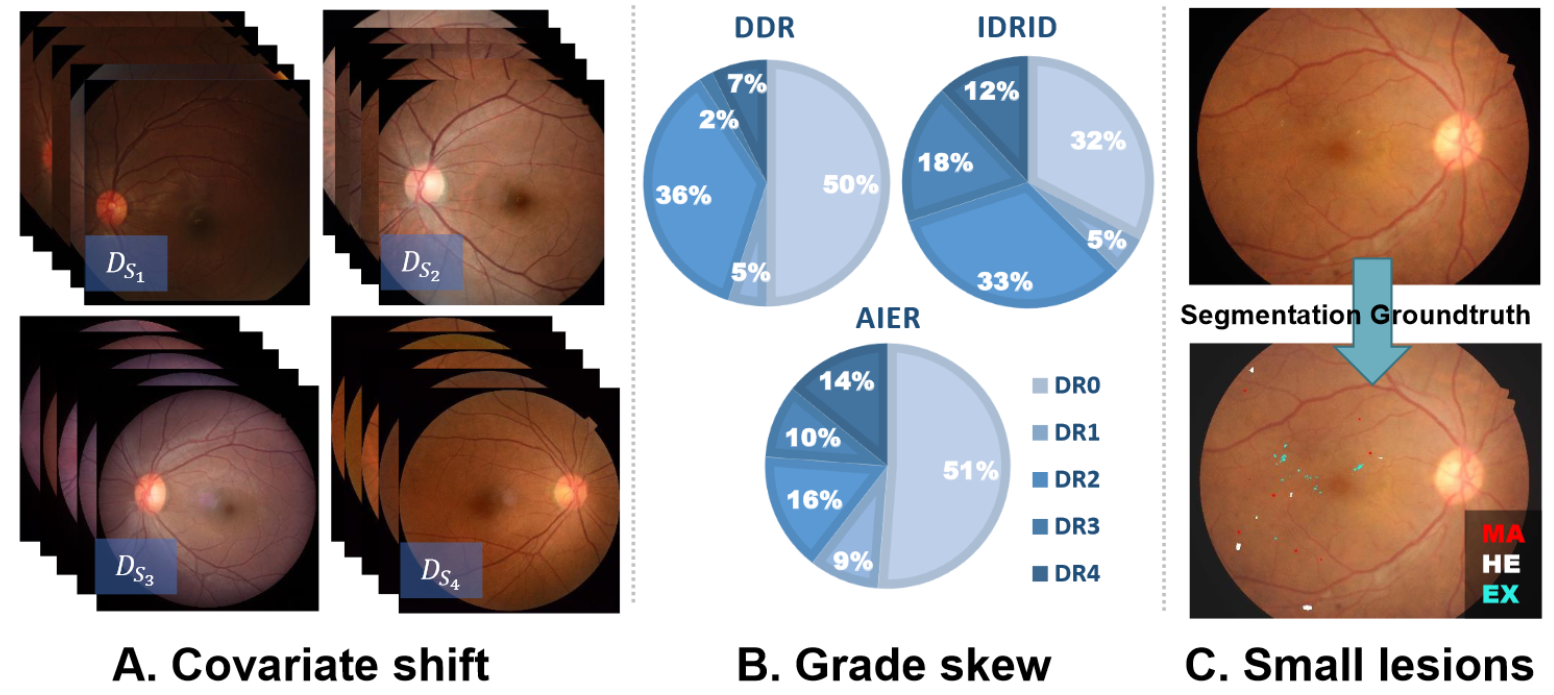 D_{S_1}
D_{S_2}
D_{S_3}
D_{S_4}
A. Covariate shift
DDR
7%
2%
36%
50%
5%
IDRID
12%
32%
18%
5%
33%
AIER
14%
10%
51%
16%
9%
DR0
DR1
DR2
DR3
DR4
B. Grade skew
Segmentation Groundtruth
MA
HE
EX
C. Small lesions